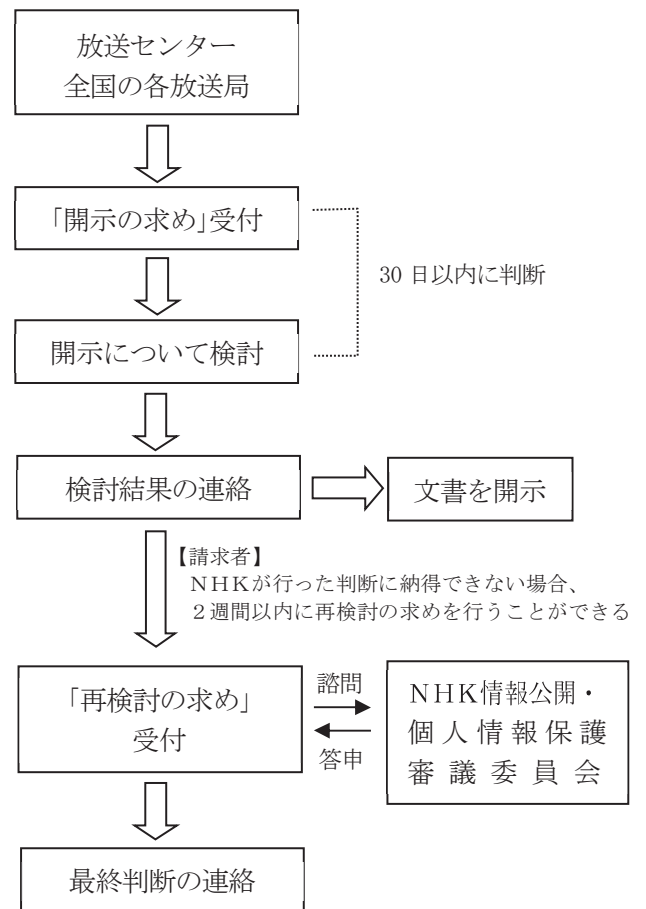 放送センター
全国の各放送局
「開示の求め」受付
30 日以内に判断
開示について検討
検討結果の連絡
文書を開示
【請求者】
ＮＨＫが行った判断に納得できない場合、
２週間以内に再検討の求めを行うことができる
「再検討の求め」
受付
諮問
答申
ＮＨＫ情報公開・
個人情報保護
審議委員会
最終判断の連絡